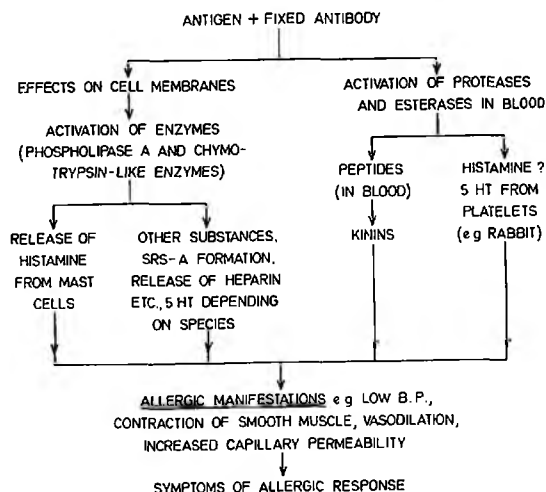 ANTIGEN + FIXED ANTIBODY
EFFECTS ON CELL MEMBRANES
ACTIVATION OF PROTEASES
AND ESTERASES IN BLOOD
ACTIVATION OF ENZYMES
(PHOSPHOLIPASE A AND CHYMO-
TRYPSIN-LIKE ENZYMES)
PEPTIDES
(IN BLOOD)
KININS
HISTAMINE ?
5 HT FROM
PLATELETS
(e g RABBIT)
RELEASE OF
HISTAMINE
FROM MAST
CELLS
OTHER SUBSTANCES,
SRS-A FORMATION,
RELEASE OF HEPARIN
ETC., 5 HT DEPENDING
ON SPECIES
ALLERGIC MANIFESTATIONS e g LOW B.P.,
CONTRACTION OF SMOOTH MUSCLE, VASODILATION,
INCREASED CAPILLARY PERMEABILITY
SYMPTOMS OF ALLERGIC RESPONSE